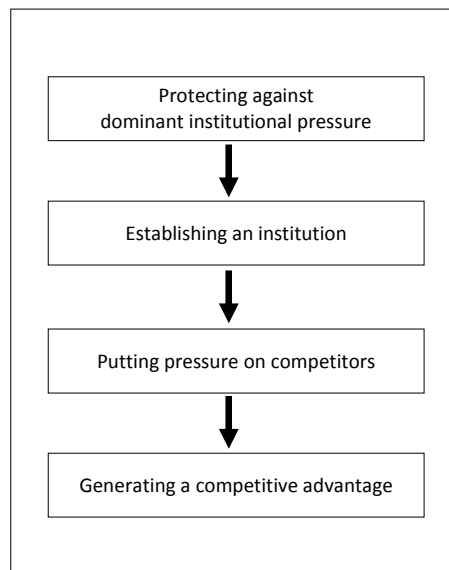 Protecting against
dominant institutional pressure
Establishing an institution
Putting pressure on competitors
Generating a competitive advantage